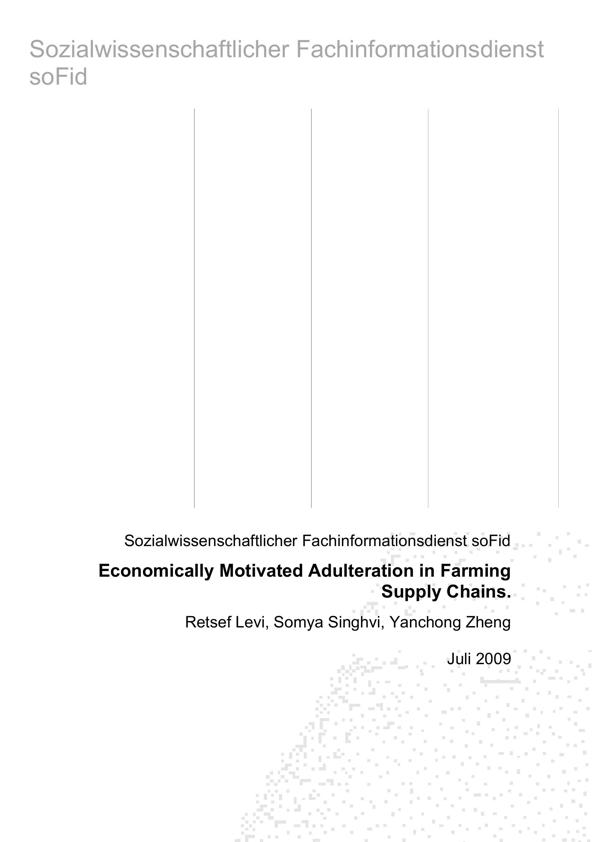 Sozialwissenschaftlicher Fachinformationsdienst
soFid
Sozialwissenschaftlicher Fachinformationsdienst soFid
Economically Motivated Adulteration in Farming
Supply Chains.
Retsef Levi, Somya Singhvi, Yanchong Zheng
Juli 2009